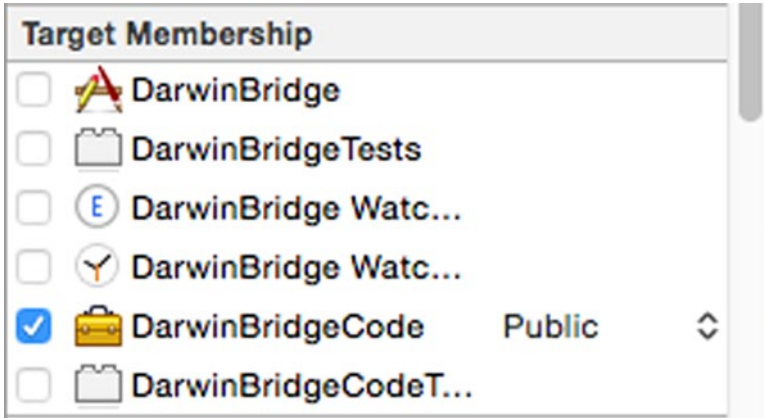 Target Membership
DarwinBridge
DarwinBridgeTests
E DarwinBridge Watc...
DarwinBridge Watc...
DarwinBridgeCode Public
DarwinBridgeCodeT...